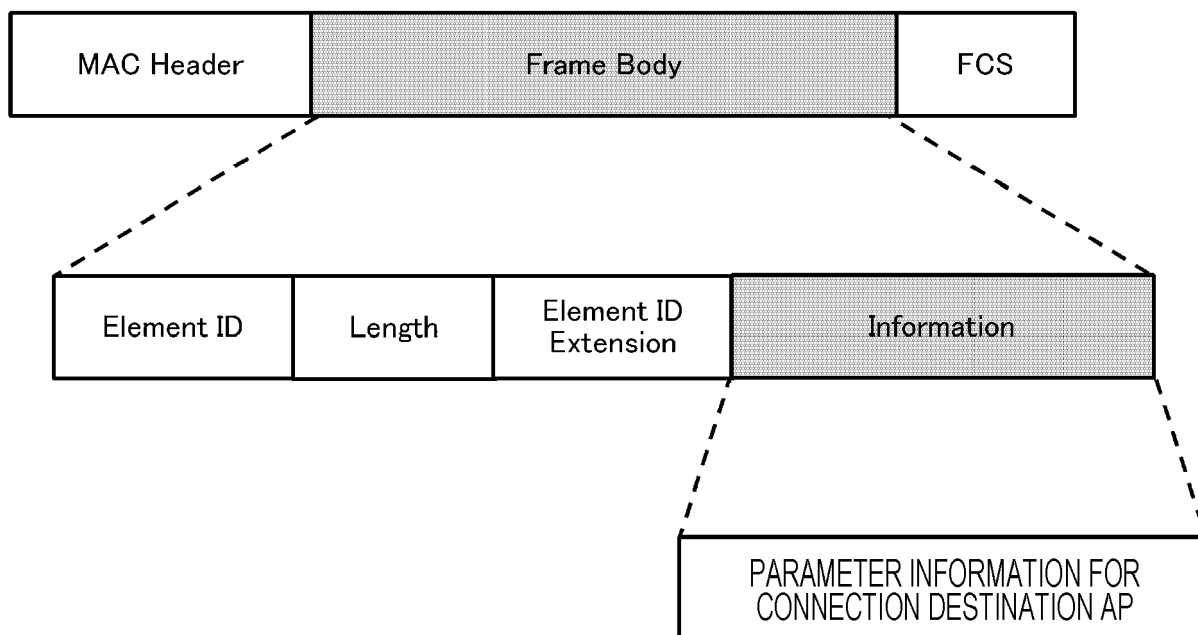 MAC Header
Frame Body
FCS
Element ID
Length
Element ID
Extension
Information
PARAMETER INFORMATION FOR
CONNECTION DESTINATION AP